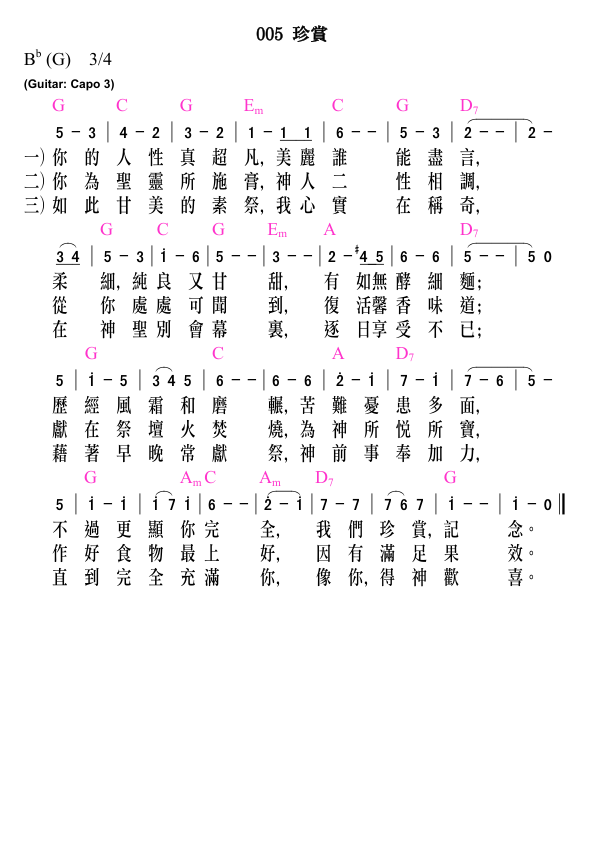 005 珍賞
B♭ (G) 3/4
(Guitar: Capo 3)
G C G Em C G D7
5 - 3 | 4 - 2 | 3 - 2 | 1 - 1 1 | 6 - - | 5 - 3 | 2 - - | 2 -
一) 你 的 人 性 真 超 凡, 美 麗 誰 能 盡 言,
二) 你 為 聖 靈 所 施 膏, 神 人 二 性 相 調,
三) 如 此 甘 美 的 素 祭, 我 心 實 在 稱 奇,
G C G Em A D7
3 4 | 5 - 3 | i - 6 | 5 - - | 3 - - | 2 - #4 5 | 6 - 6 | 5 - - | 5 0
柔 細, 純 良 又 甘 甜, 有 如無 酵 細 麵;
從 你 處 處 可 聞 到, 復 活馨 香 味 道;
在 神 聖 別 會 幕 裏, 逐 日享 受 不 已;
G C A D7
5 | i - 5 | 3 4 5 | 6 - - | 6 - 6 | 2̇ - i | 7 - i | 7 - 6 | 5 -
歷 經 風 霜 和 磨 輾, 苦 難 憂 患 多 面,
獻 在 祭 壇 火 焚 燒, 為 神 所 悅 所 寶,
藉 著 早 晚 常 獻 祭, 神 前 事 奉 加 力,
G Am C Am D7 G
5 | i - i | i 7 i | 6 - - | 2̇ - i | 7 - 7 | 7 6 7 | i - - | i - 0 ‖
不 過 更 顯 你 完 全, 我 們 珍 賞, 記 念。
作 好 食 物 最 上 好, 因 有 滿 足 果 效。
直 到 完 全 充 滿 你, 像 你, 得 神 歡 喜。